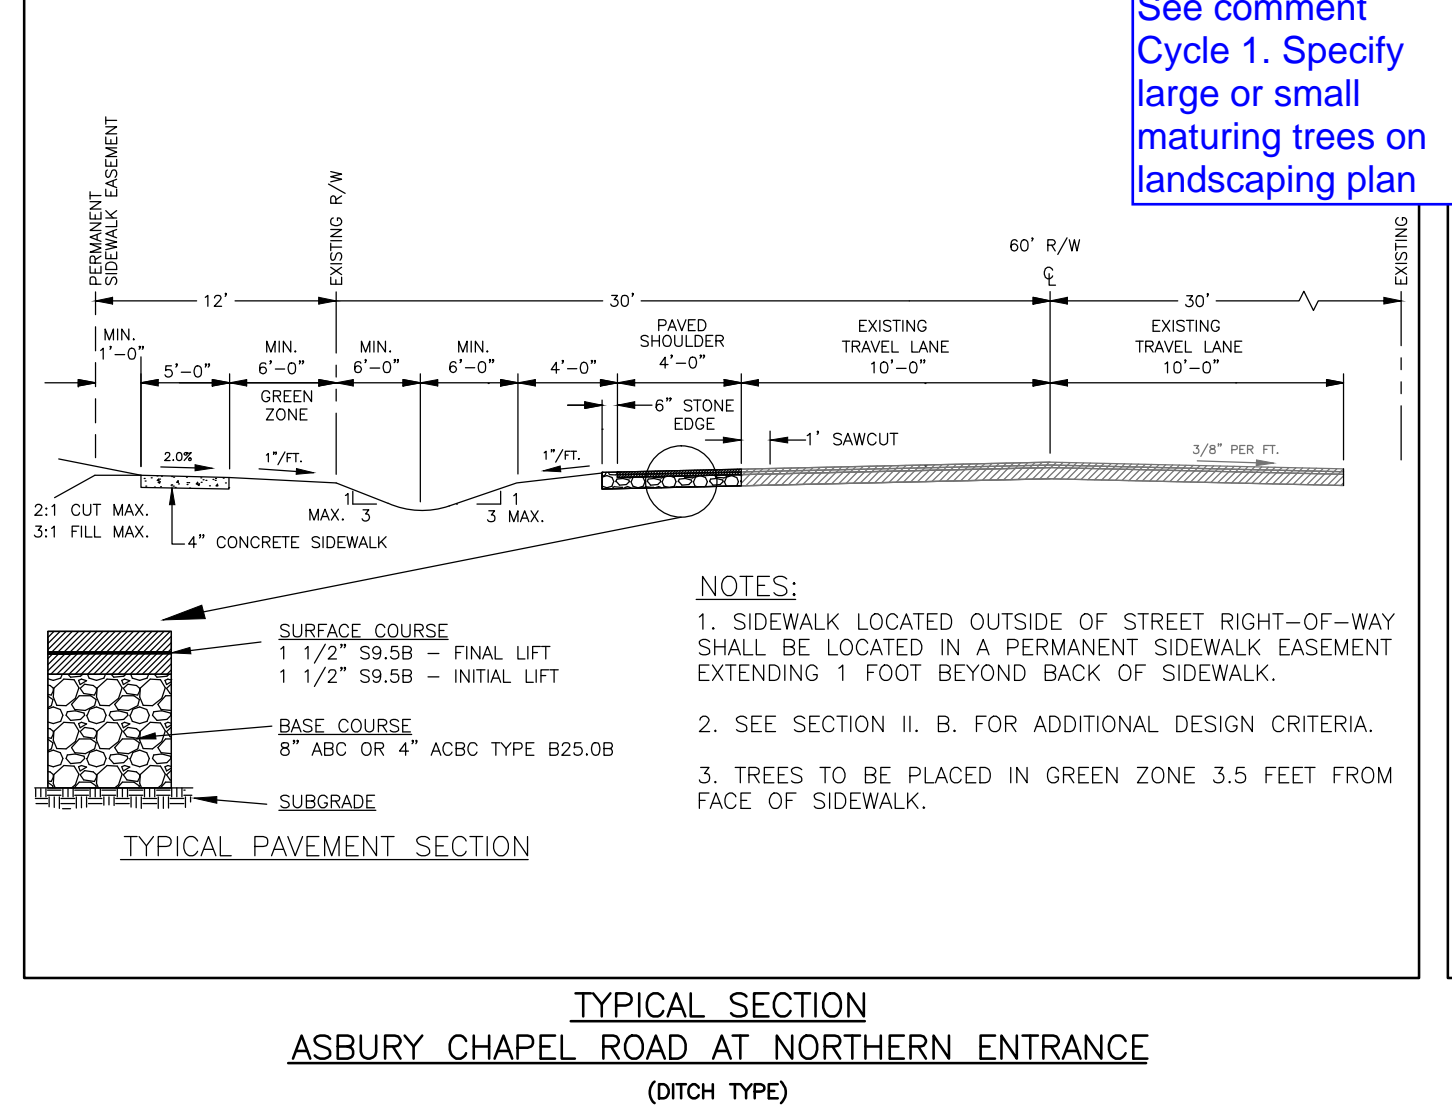 See comment
Cycle 1. Specify
large or small
maturing trees on
landscaping plan
PERMANENT
SIDEWALK EASEMENT
EXISTING R/W
60' R/W
℄
EXISTING
12'
30'
30'
MIN.
1'-0"
5'-0"
MIN.
6'-0"
GREEN
ZONE
MIN.
6'-0"
MIN.
6'-0"
4'-0"
PAVED
SHOULDER
4'-0"
EXISTING
TRAVEL LANE
10'-0"
EXISTING
TRAVEL LANE
10'-0"
6" STONE
EDGE
1' SAWCUT
2.0%
1"/FT.
1"/FT.
3/8" PER FT.
2:1 CUT MAX.
3:1 FILL MAX.
4" CONCRETE SIDEWALK
1
MAX. 3
1
3 MAX.
SURFACE COURSE
1 1/2" S9.5B – FINAL LIFT
1 1/2" S9.5B – INITIAL LIFT
BASE COURSE
8" ABC OR 4" ACBC TYPE B25.0B
SUBGRADE
TYPICAL PAVEMENT SECTION
NOTES:
1. SIDEWALK LOCATED OUTSIDE OF STREET RIGHT-OF-WAY
SHALL BE LOCATED IN A PERMANENT SIDEWALK EASEMENT
EXTENDING 1 FOOT BEYOND BACK OF SIDEWALK.
2. SEE SECTION II. B. FOR ADDITIONAL DESIGN CRITERIA.
3. TREES TO BE PLACED IN GREEN ZONE 3.5 FEET FROM
FACE OF SIDEWALK.
TYPICAL SECTION
ASBURY CHAPEL ROAD AT NORTHERN ENTRANCE
(DITCH TYPE)